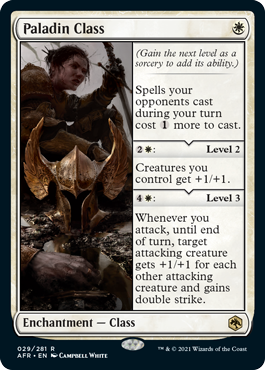 Paladin Class
(Gain the next level as a
sorcery to add its ability.)
Spells your
opponents cast
during your turn
cost 1 more to cast.
2 : Level 2
Creatures you
control get +1/+1.
4 : Level 3
Whenever you
attack, until end
of turn, target
attacking creature
gets +1/+1 for each
other attacking
creature and gains
double strike.
Enchantment — Class
029/281 R
AFR • EN CAMPBELL WHITE
™ & © 2021 Wizards of the Coast